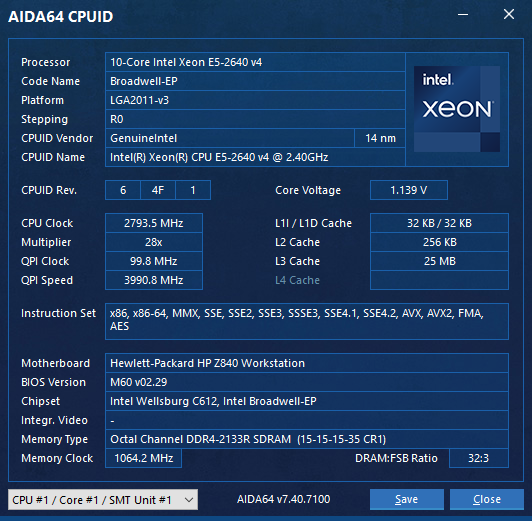 AIDA64 CPUID
Processor 10-Core Intel Xeon E5-2640 v4
Code Name Broadwell-EP
Platform LGA2011-v3
Stepping R0
CPUID Vendor GenuineIntel 14 nm
CPUID Name Intel(R) Xeon(R) CPU E5-2640 v4 @ 2.40GHz
intel.
XEON
CPUID Rev. 6 4F 1 Core Voltage 1.139 V
CPU Clock 2793.5 MHz L1I / L1D Cache 32 KB / 32 KB
Multiplier 28x L2 Cache 256 KB
QPI Clock 99.8 MHz L3 Cache 25 MB
QPI Speed 3990.8 MHz L4 Cache
Instruction Set x86, x86-64, MMX, SSE, SSE2, SSE3, SSSE3, SSE4.1, SSE4.2, AVX, AVX2, FMA,
AES
Motherboard Hewlett-Packard HP Z840 Workstation
BIOS Version M60 v02.29
Chipset Intel Wellsburg C612, Intel Broadwell-EP
Integr. Video -
Memory Type Octal Channel DDR4-2133R SDRAM (15-15-15-35 CR1)
Memory Clock 1064.2 MHz DRAM:FSB Ratio 32:3
CPU #1 / Core #1 / SMT Unit #1 AIDA64 v7.40.7100 Save Close